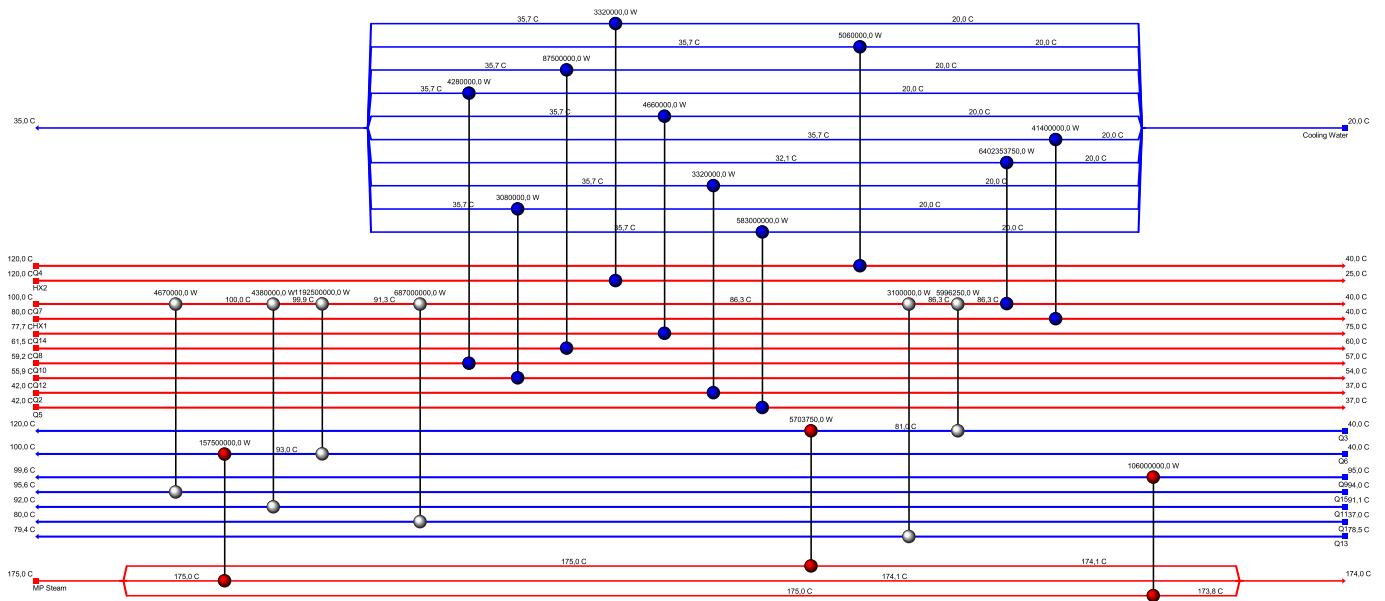 3320000,0 W
35,7 C 20,0 C
5060000,0 W
35,7 C 20,0 C
87500000,0 W
35,7 C 20,0 C
4280000,0 W
35,7 C 20,0 C
4660000,0 W
35,7 C 20,0 C
35,0 C 20,0 C
Cooling Water
41400000,0 W
35,7 C 20,0 C
6402353750,0 W
32,1 C 20,0 C
3320000,0 W
35,7 C 20,0 C
3080000,0 W
35,7 C 20,0 C
583000000,0 W
35,7 C 20,0 C
120,0 C 40,0 C
Q4
120,0 C 25,0 C
HX2
100,0 C 4670000,0 W 100,0 C 4380000,0 W 99,9 C 1192500000,0 W 91,3 C 687000000,0 W 86,3 C 3100000,0 W 86,3 C 5996250,0 W 86,3 C 40,0 C
Q7
80,0 C 40,0 C
HX1
77,7 C 75,0 C
Q14
61,5 C 60,0 C
Q8
59,2 C 57,0 C
Q10
55,9 C 54,0 C
Q12
42,0 C 37,0 C
Q2
42,0 C 37,0 C
Q5
120,0 C 5703750,0 W 81,0 C 40,0 C
Q3
100,0 C 157500000,0 W 93,0 C 40,0 C
Q6
99,6 C 106000000,0 W 95,0 C
Q9
95,6 C 94,0 C
Q15
92,0 C 91,1 C
Q11
80,0 C 37,0 C
Q1
79,4 C 78,5 C
Q13
175,0 C 174,1 C
175,0 C 175,0 C 174,1 C 174,0 C
MP Steam
175,0 C 173,8 C